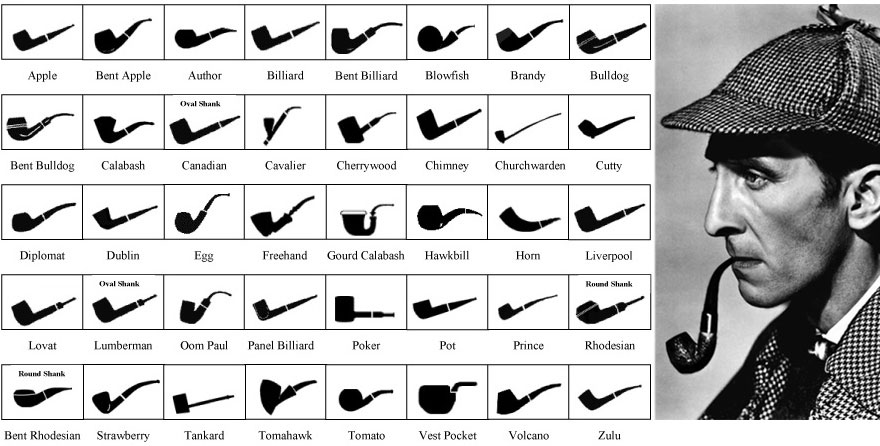 Apple Bent Apple Author Billiard Bent Billiard Blowfish Brandy Bulldog
Oval Shank
Bent Bulldog Calabash Canadian Cavalier Cherrywood Chimney Churchwarden Cutty
Diplomat Dublin Egg Freehand Gourd Calabash Hawkbill Horn Liverpool
Oval Shank Round Shank
Lovat Lumberman Oom Paul Panel Billiard Poker Pot Prince Rhodesian
Round Shank
Bent Rhodesian Strawberry Tankard Tomahawk Tomato Vest Pocket Volcano Zulu